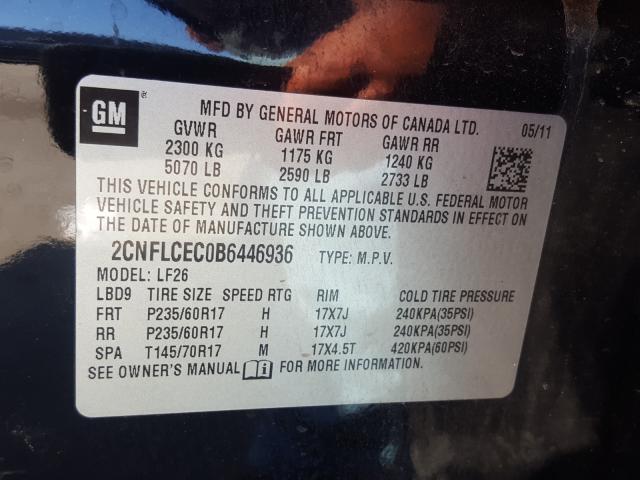 GM ®
MFD BY GENERAL MOTORS OF CANADA LTD. 05/11
GVWR GAWR FRT GAWR RR
2300 KG 1175 KG 1240 KG
5070 LB 2590 LB 2733 LB
THIS VEHICLE CONFORMS TO ALL APPLICABLE U.S. FEDERAL MOTOR
VEHICLE SAFETY AND THEFT PREVENTION STANDARDS IN EFFECT ON
THE DATE OF MANUFACTURE SHOWN ABOVE.
2CNFLCEC0B6446936 TYPE: M.P.V.
MODEL: LF26
LBD9 TIRE SIZE SPEED RTG RIM COLD TIRE PRESSURE
FRT P235/60R17 H 17X7J 240KPA(35PSI)
RR P235/60R17 H 17X7J 240KPA(35PSI)
SPA T145/70R17 M 17X4.5T 420KPA(60PSI)
SEE OWNER'S MANUAL FOR MORE INFORMATION.